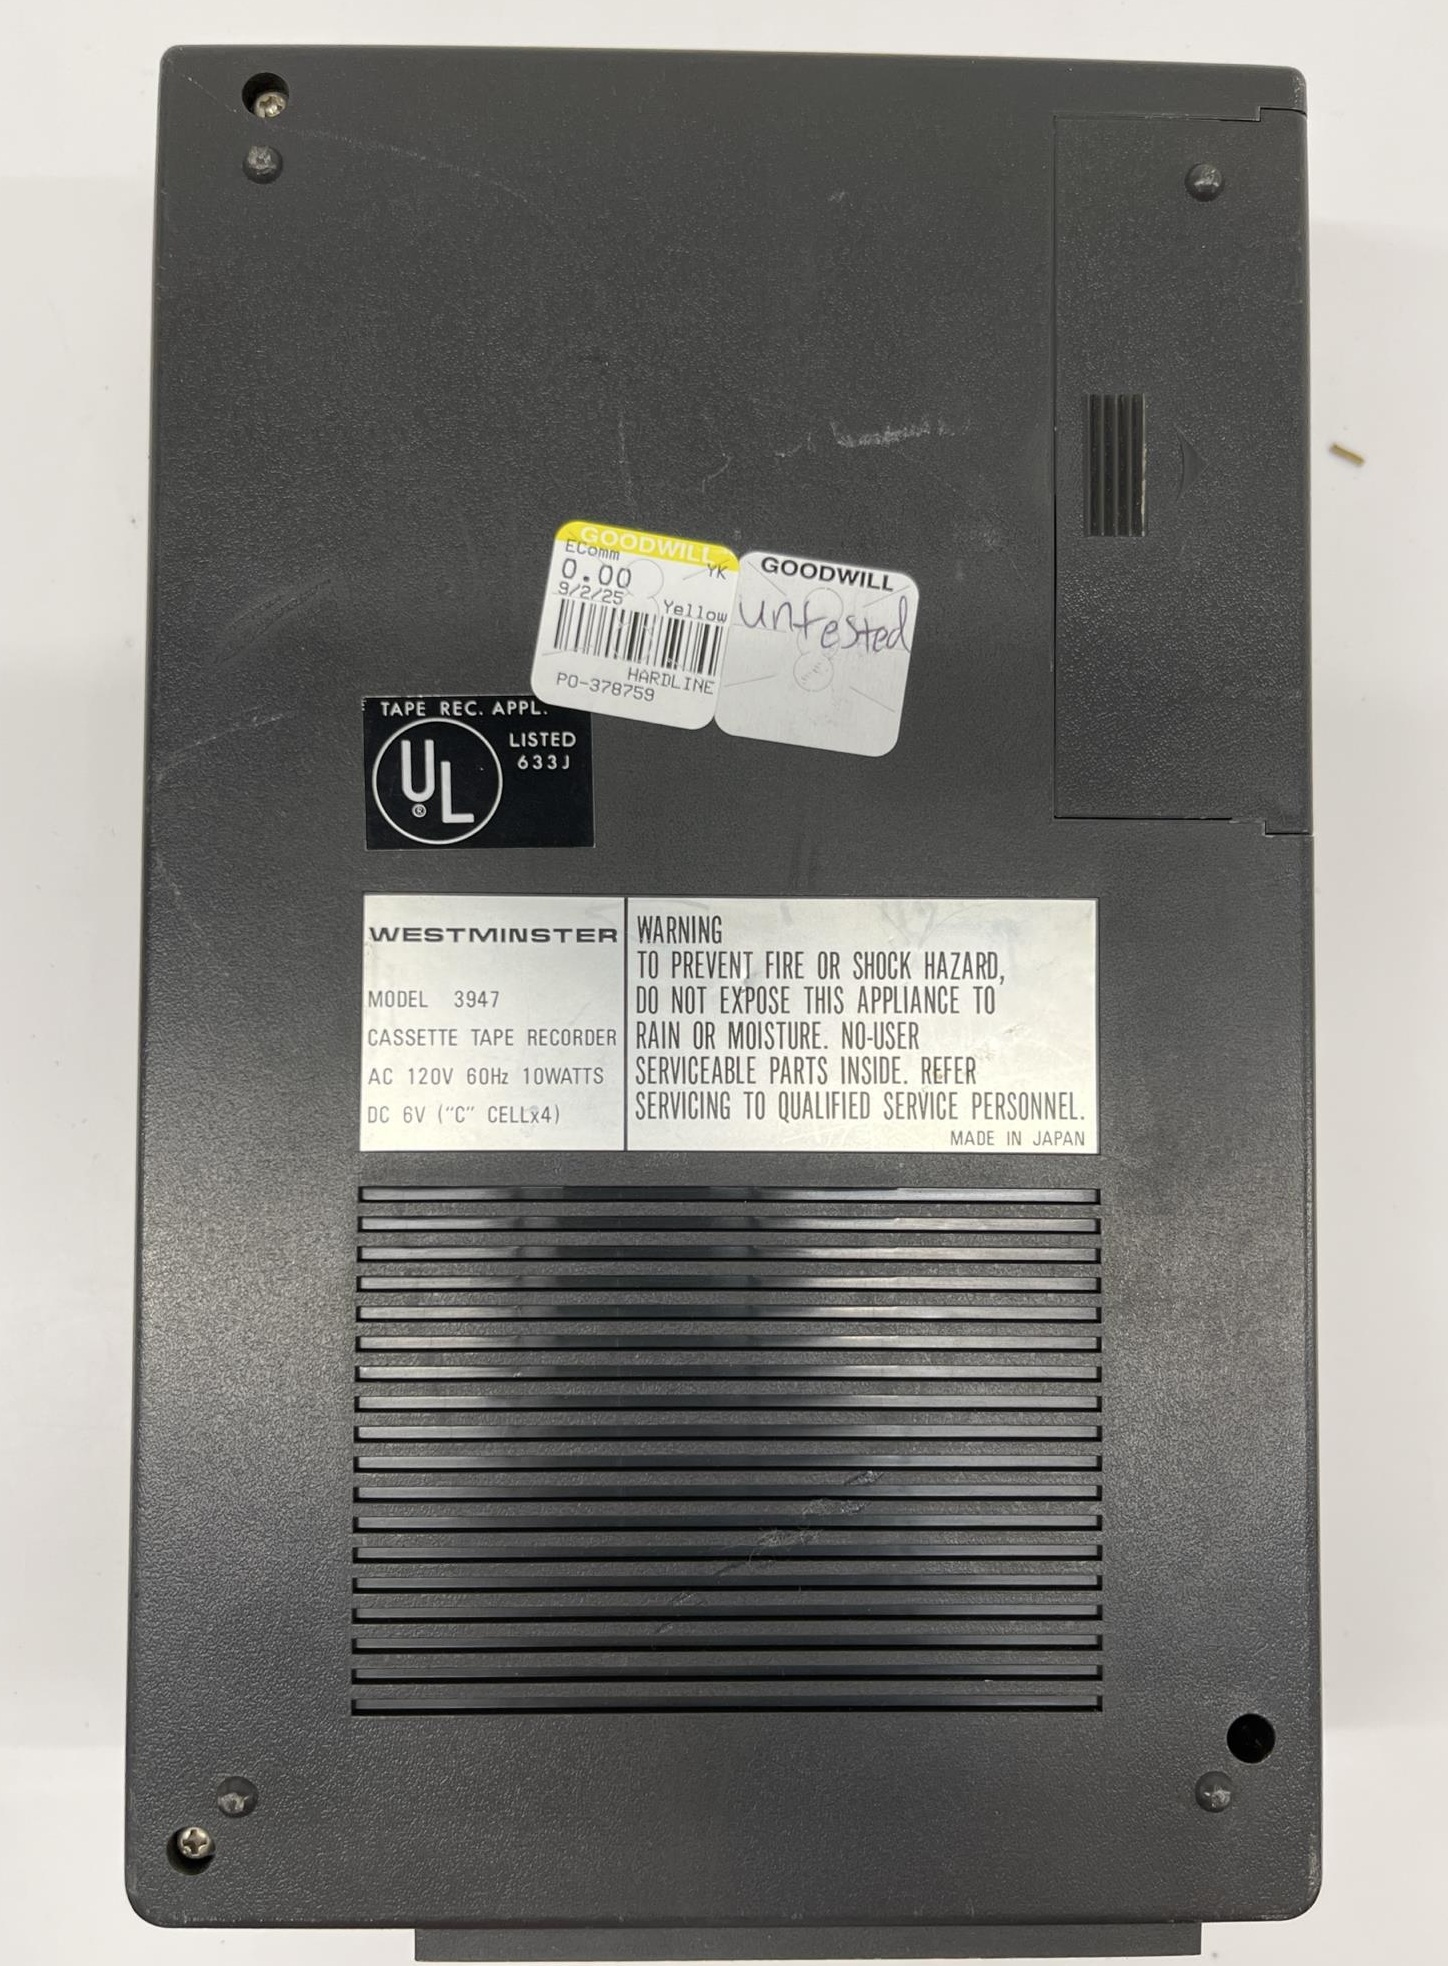 GOODWILL
EComm
YK
0.00
9/2/25
Yellow
HARDLINE
PO-378759
GOODWILL
untested
TAPE REC. APPL.
LISTED
633J
UL
®
WESTMINSTER
MODEL 3947
CASSETTE TAPE RECORDER
AC 120V 60Hz 10WATTS
DC 6V ("C" CELLx4)
WARNING
TO PREVENT FIRE OR SHOCK HAZARD,
DO NOT EXPOSE THIS APPLIANCE TO
RAIN OR MOISTURE. NO-USER
SERVICEABLE PARTS INSIDE. REFER
SERVICING TO QUALIFIED SERVICE PERSONNEL.
MADE IN JAPAN